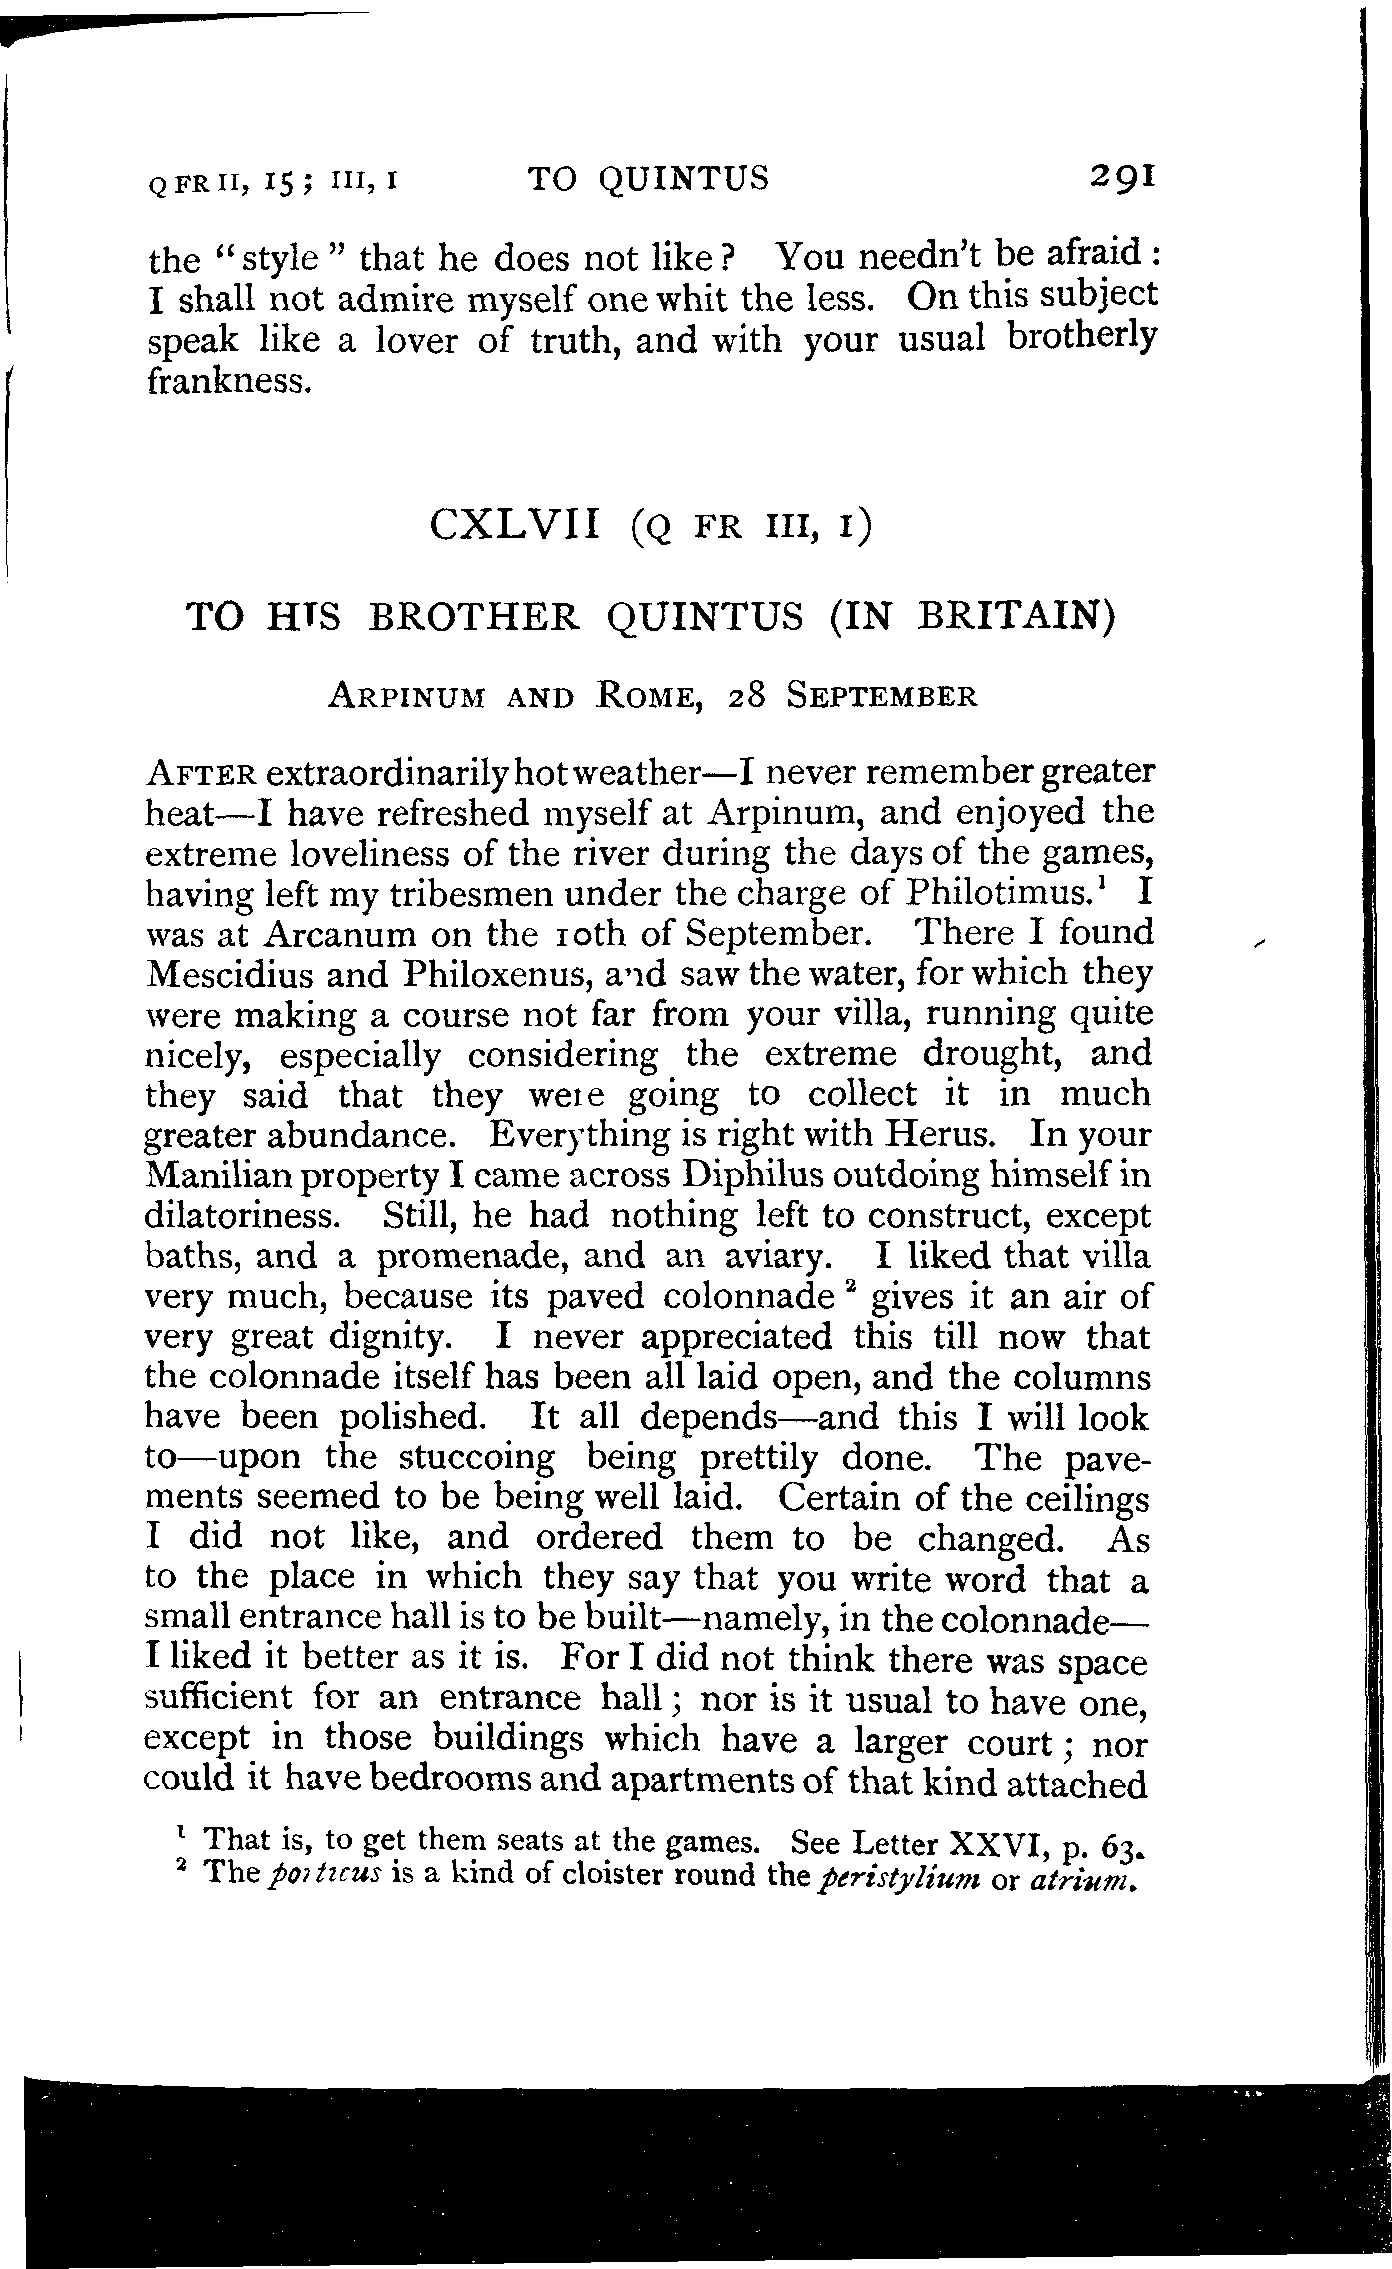 Q FR II, 15; III, 1 TO QUINTUS 291
the "style" that he does not like? You needn't be afraid:
I shall not admire myself one whit the less. On this subject
speak like a lover of truth, and with your usual brotherly
frankness.
CXLVII (Q FR III, 1)
TO HIS BROTHER QUINTUS (IN BRITAIN)
ARPINUM AND ROME, 28 SEPTEMBER
AFTER extraordinarily hot weather—I never remember greater
heat—I have refreshed myself at Arpinum, and enjoyed the
extreme loveliness of the river during the days of the games,
having left my tribesmen under the charge of Philotimus.¹ I
was at Arcanum on the 10th of September. There I found
Mescidius and Philoxenus, and saw the water, for which they
were making a course not far from your villa, running quite
nicely, especially considering the extreme drought, and
they said that they were going to collect it in much
greater abundance. Everything is right with Herus. In your
Manilian property I came across Diphilus outdoing himself in
dilatoriness. Still, he had nothing left to construct, except
baths, and a promenade, and an aviary. I liked that villa
very much, because its paved colonnade ² gives it an air of
very great dignity. I never appreciated this till now that
the colonnade itself has been all laid open, and the columns
have been polished. It all depends—and this I will look
to—upon the stuccoing being prettily done. The pave-
ments seemed to be being well laid. Certain of the ceilings
I did not like, and ordered them to be changed. As
to the place in which they say that you write word that a
small entrance hall is to be built—namely, in the colonnade—
I liked it better as it is. For I did not think there was space
sufficient for an entrance hall; nor is it usual to have one,
except in those buildings which have a larger court; nor
could it have bedrooms and apartments of that kind attached
¹ That is, to get them seats at the games. See Letter XXVI, p. 63.
² The porticus is a kind of cloister round the peristylium or atrium.